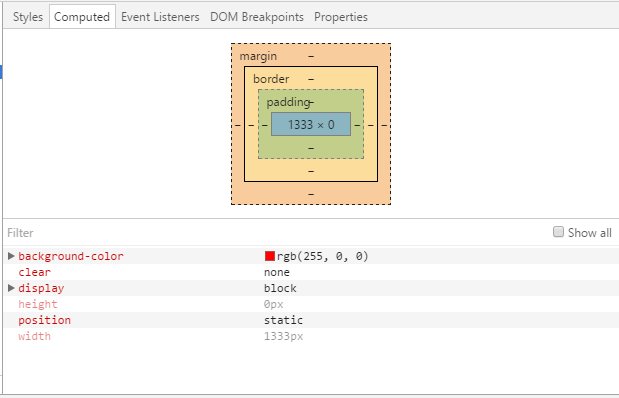 Styles Computed Event Listeners DOM Breakpoints Properties
margin –
border –
padding –
– – – 1333 × 0 – – –
–
–
–
Filter Show all
background-color rgb(255, 0, 0)
clear none
display block
height 0px
position static
width 1333px